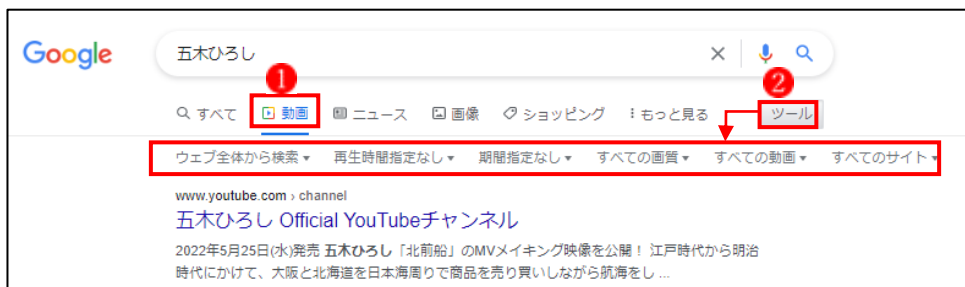 Google
五木ひろし
1
2
すべて 動画 ニュース 画像 ショッピング もっと見る ツール
ウェブ全体から検索 再生時間指定なし 期間指定なし すべての画質 すべての動画 すべてのサイト
www.youtube.com › channel
五木ひろし Official YouTubeチャンネル
2022年5月25日(水)発売 五木ひろし「北前船」のMVメイキング映像を公開！ 江戸時代から明治
時代にかけて、大阪と北海道を日本海周りで商品を売り買いしながら航海をし ...